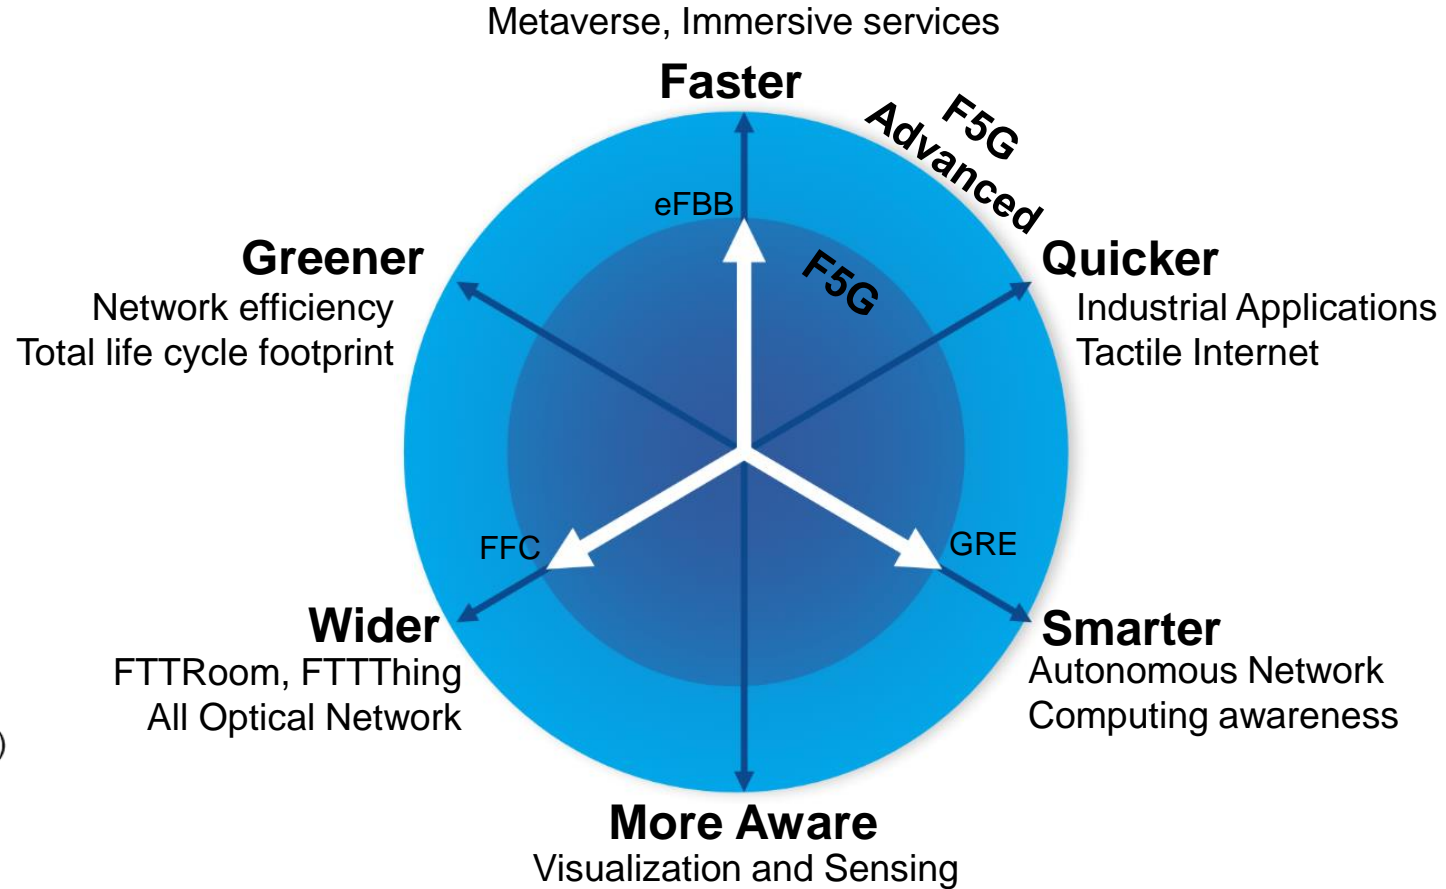 Metaverse, Immersive services
Faster
F5G
Advanced
eFBB
F5G
Greener
Network efficiency
Total life cycle footprint
Quicker
Industrial Applications
Tactile Internet
FFC
GRE
Wider
FTTRoom, FTTThing
All Optical Network
Smarter
Autonomous Network
Computing awareness
)
More Aware
Visualization and Sensing